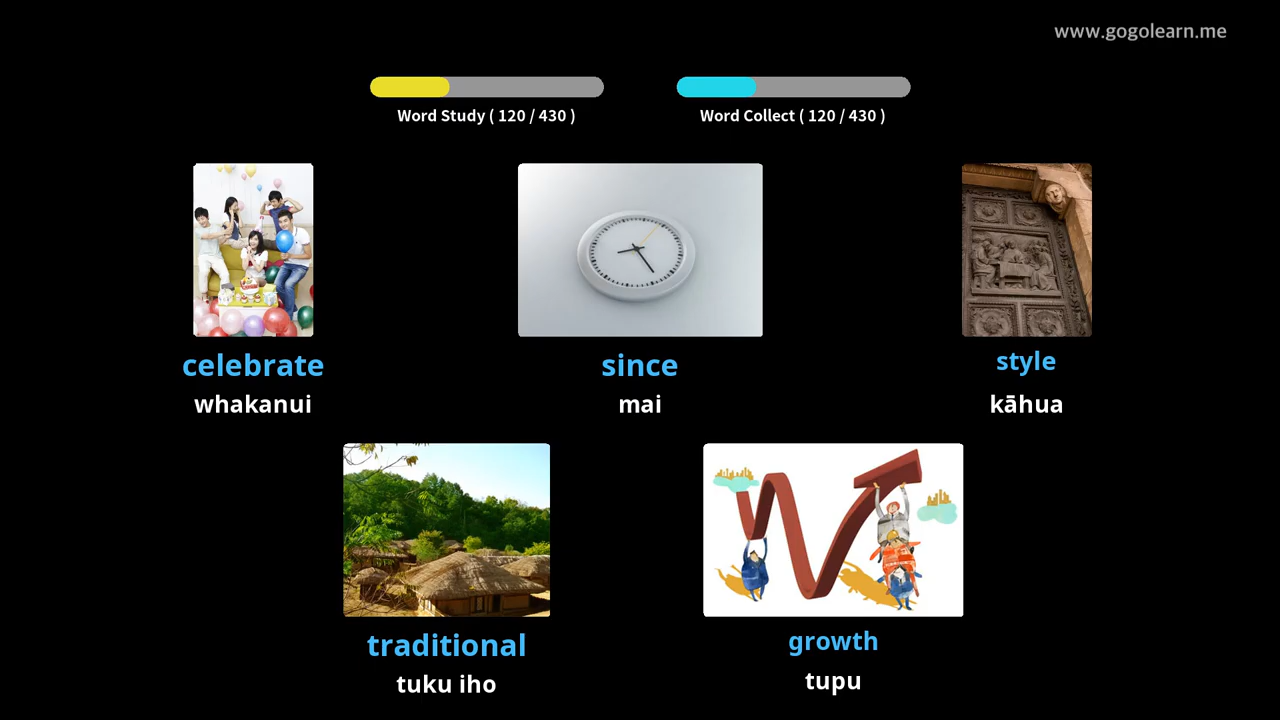 www.gogolearn.me
Word Study ( 120 / 430 )
Word Collect ( 120 / 430 )
celebrate
whakanui
since
mai
style
kāhua
traditional
tuku iho
growth
tupu